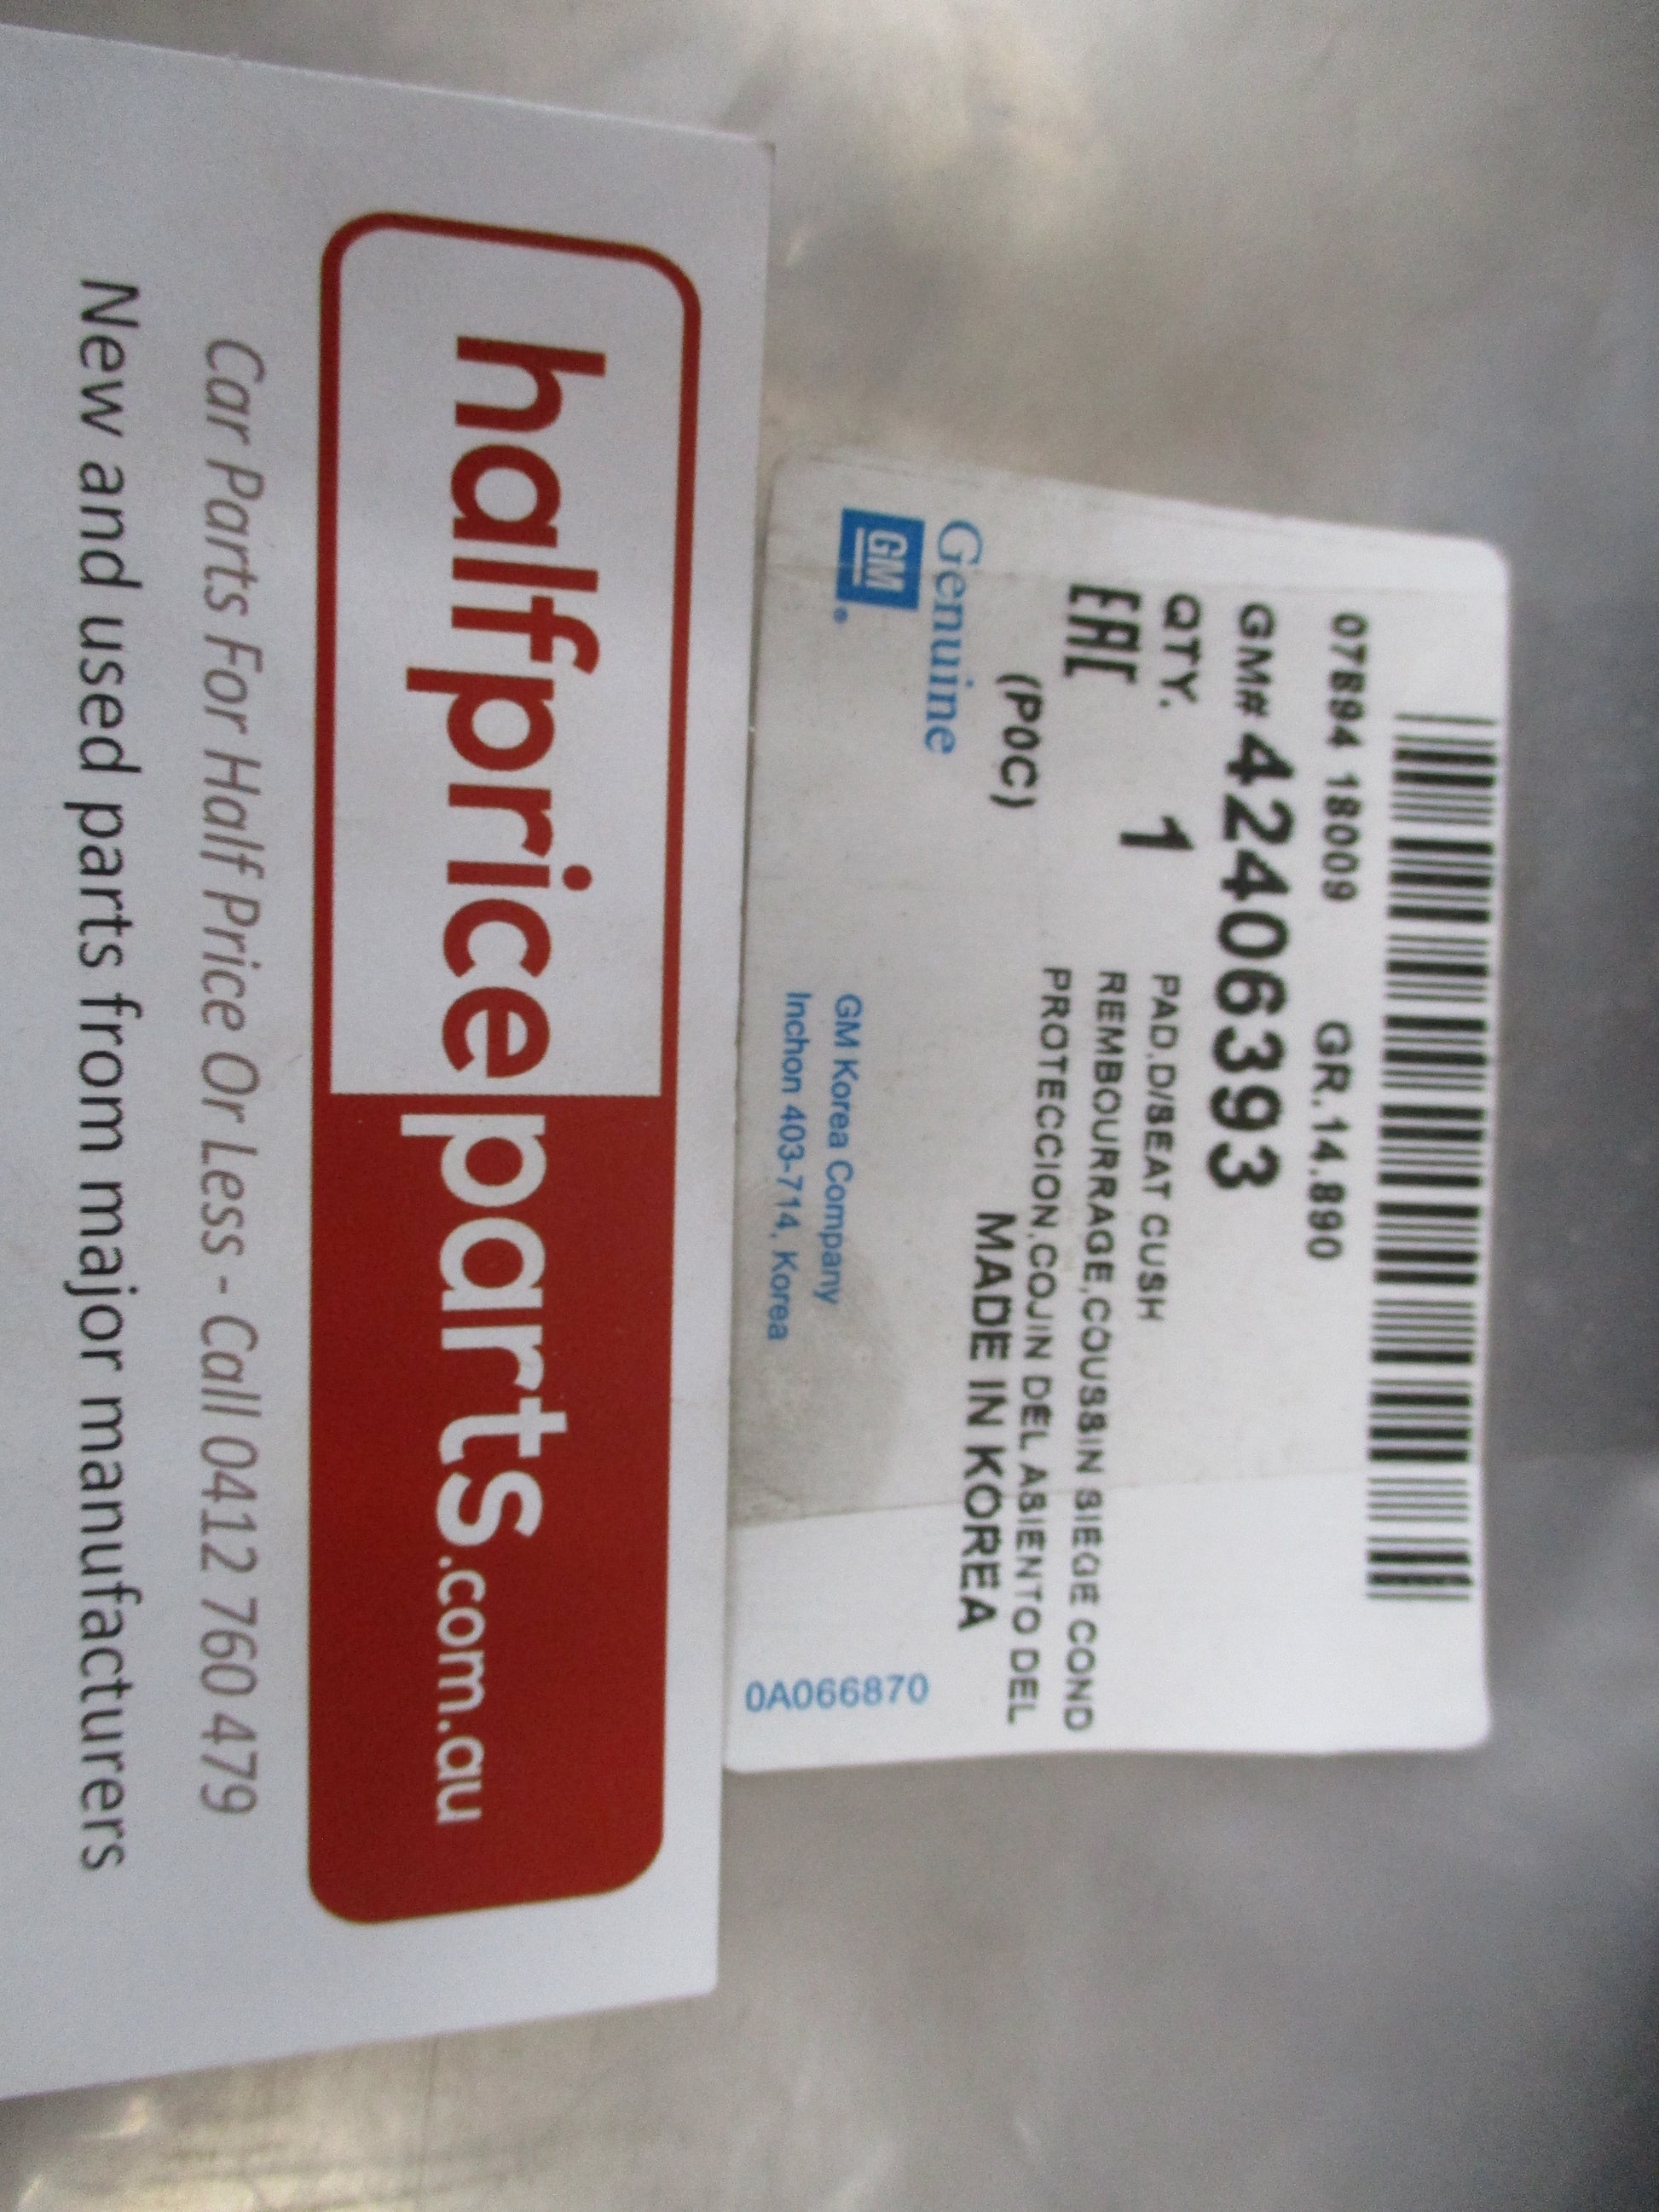 07894 18009 GR.14.890
GM# 42406393
QTY. 1 PAD,D/SEAT CUSH
EAC REMBOURRAGE,COUSSIN SIEGE COND
PROTECCION,COJIN DEL ASIENTO DEL
(P0C) MADE IN KOREA
Genuine
GM®
GM Korea Company
Inchon 403-714, Korea
0A066870
halfpriceparts.com.au
Car Parts For Half Price Or Less - Call 0412 760 479
New and used parts from major manufacturers